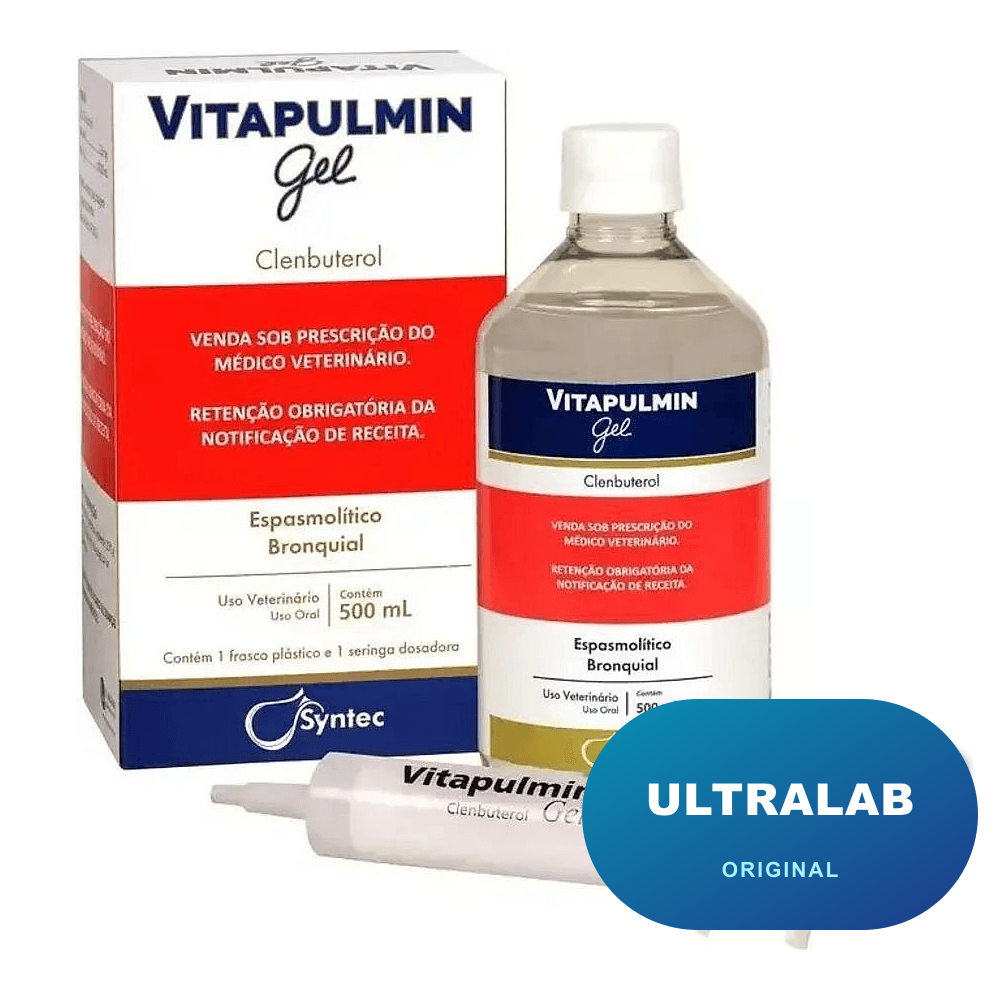 VITAPULMIN
VITAPULMIN
Gel
Clenbuterol
VENDA SOB PRESCRIÇÃO DO
MÉDICO VETERINÁRIO.
RETENÇÃO OBRIGATÓRIA DA
NOTIFICAÇÃO DE RECEITA.
Espasmolítico
Bronquial
Uso Veterinário
Uso Oral
Contém
500 mL
Contém 1 frasco plástico e 1 seringa dosadora
Syntec
VITAPULMIN
Gel
Clenbuterol
VENDA SOB PRESCRIÇÃO DO
MÉDICO VETERINÁRIO.
RETENÇÃO OBRIGATÓRIA DA
NOTIFICAÇÃO DE RECEITA.
Espasmolítico
Bronquial
Uso Veterinário
Uso Oral
Contém
Vitapulmin
Clenbuterol
ULTRALAB
ORIGINAL